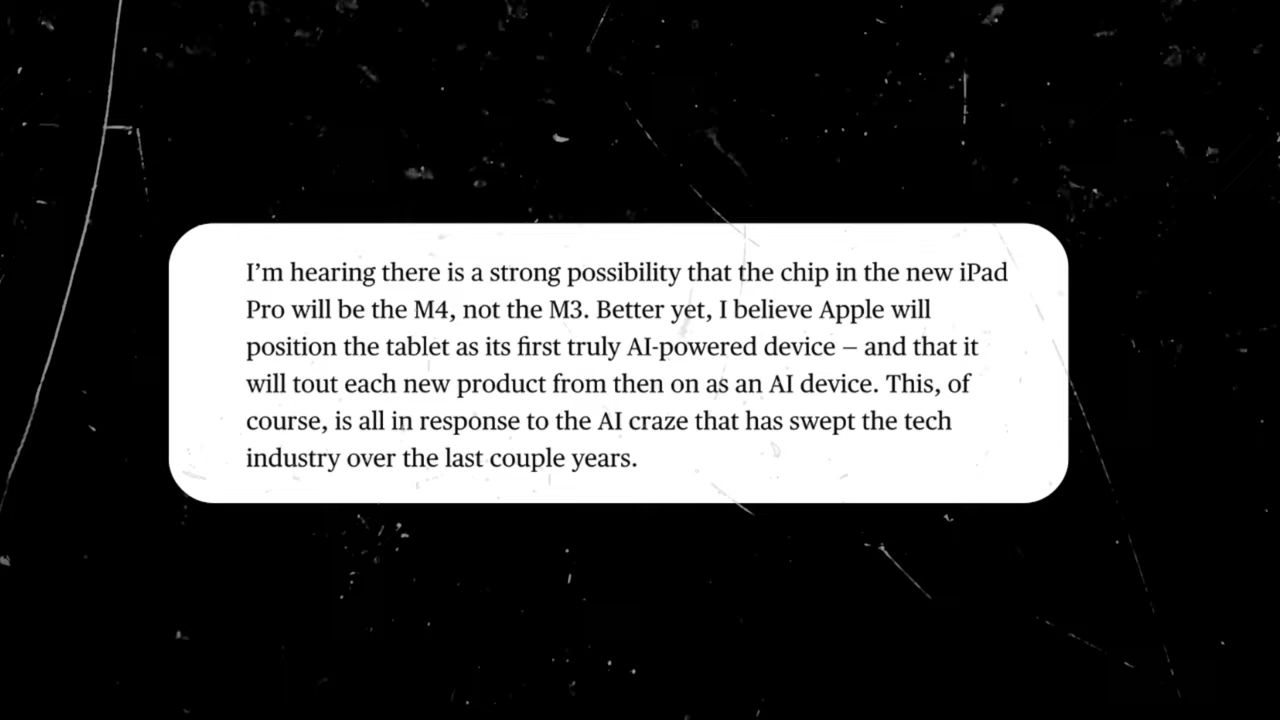 I’m hearing there is a strong possibility that the chip in the new iPad
Pro will be the M4, not the M3. Better yet, I believe Apple will
position the tablet as its first truly AI-powered device – and that it
will tout each new product from then on as an AI device. This, of
course, is all in response to the AI craze that has swept the tech
industry over the last couple years.